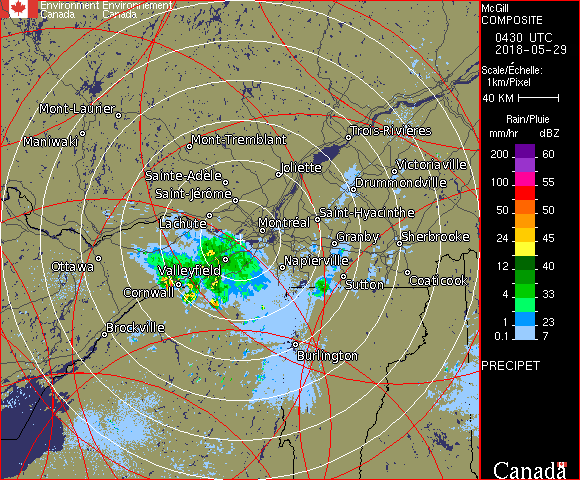 Environment Environnement
Canada Canada
McGill
COMPOSITE
0430 UTC
2018-05-29
Scale/Échelle:
1km/Pixel
40 KM
Rain/Pluie
mm/hr dBZ
200 60
150 57
100 55
50 50
24 45
12 40
4 33
1 23
0.1 7
PRECIPET
Mont-Laurier
Maniwaki
Mont-Tremblant
Trois-Rivières
Joliette
Victoriaville
Sainte-Adèle
Drummondville
Saint-Jérôme
Saint-Hyacinthe
Lachute
Montréal
Granby
Sherbrooke
Ottawa
Valleyfield
Napierville
Sutton
Coaticook
Cornwall
Brockville
Burlington
Canada